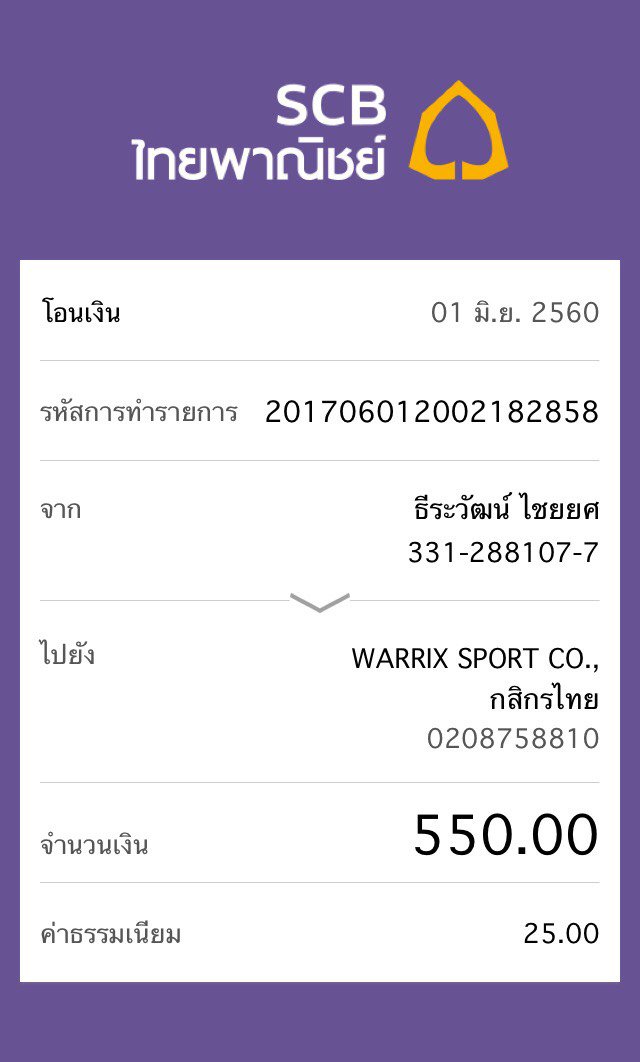 SCB
ไทยพาณิชย์
โอนเงิน 01 มิ.ย. 2560
รหัสการทำรายการ 201706012002182858
จาก ธีระวัฒน์ ไชยยศ
331-288107-7
ไปยัง WARRIX SPORT CO.,
กสิกรไทย
0208758810
จำนวนเงิน 550.00
ค่าธรรมเนียม 25.00